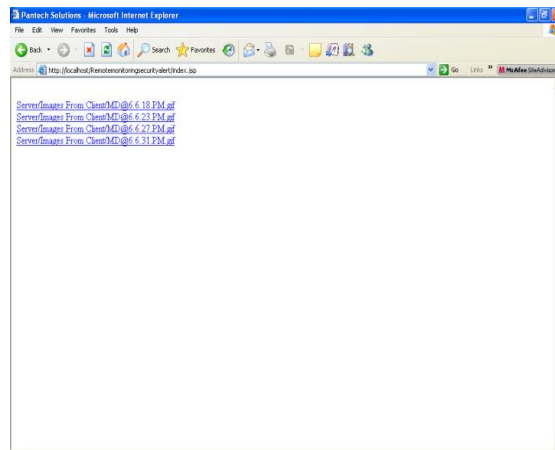 Pantech Solutions - Microsoft Internet Explorer
File Edit View Favorites Tools Help
Back Search Favorites
Address http://localhost/Remotemonitoringsecurityalert/index.jsp Go Links » McAfee SiteAdvisor
Server/Images From Client/MD@6.6.18.PM.gif
Server/Images From Client/MD@6.6.23.PM.gif
Server/Images From Client/MD@6.6.27.PM.gif
Server/Images From Client/MD@6.6.31.PM.gif